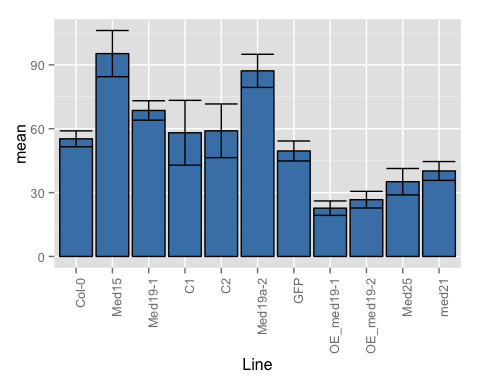 mean
90
60
30
0
Col-0
Med15
Med19-1
C1
C2
Med19a-2
GFP
OE_med19-1
OE_med19-2
Med25
med21
Line